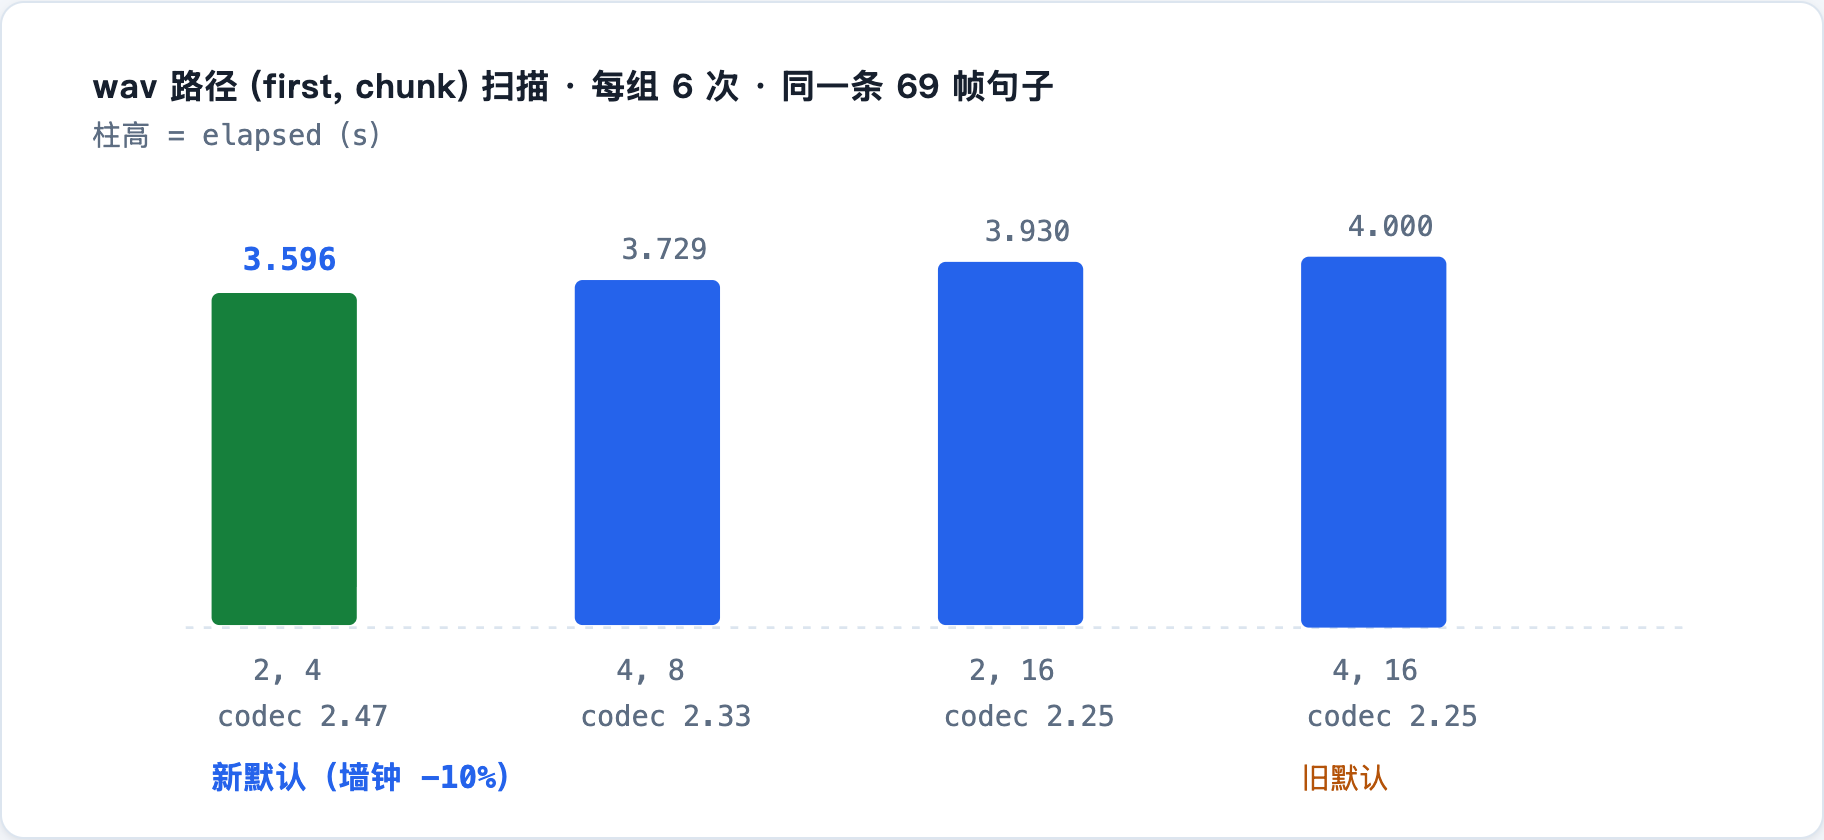 wav 路径 (first, chunk) 扫描 · 每组 6 次 · 同一条 69 帧句子
柱高 = elapsed (s)
3.596
3.729
3.930
4.000
2, 4
4, 8
2, 16
4, 16
codec 2.47
codec 2.33
codec 2.25
codec 2.25
新默认 (墙钟 −10%)
旧默认